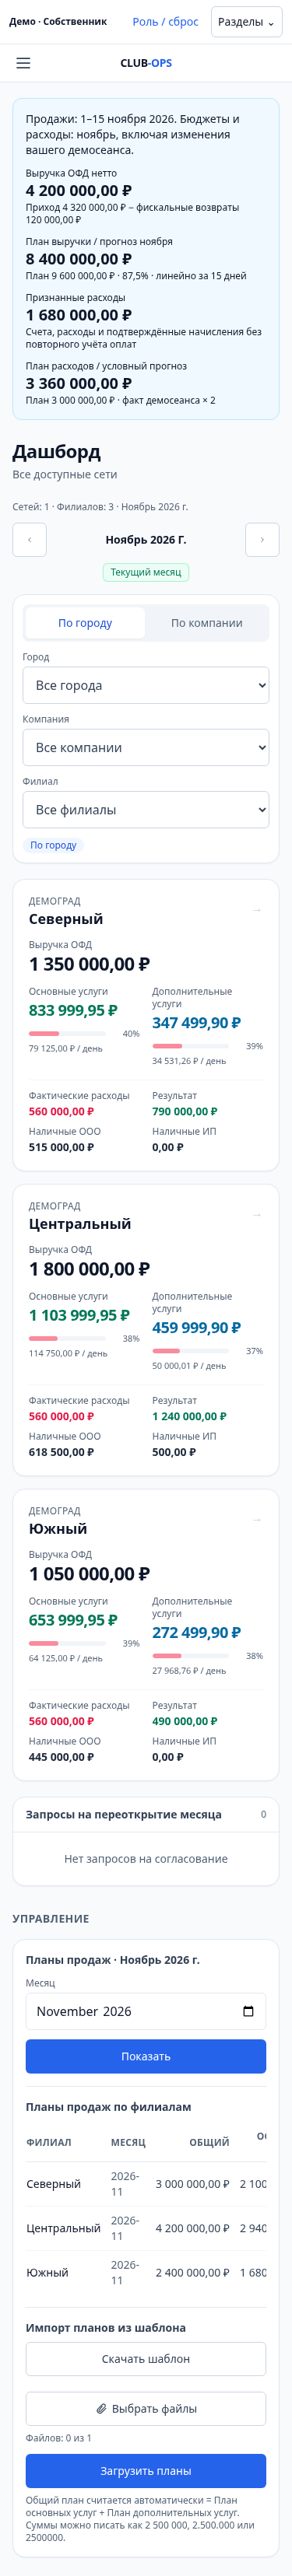 Демо · Собственник
Роль / сброс
Разделы
CLUB-OPS
Продажи: 1–15 ноября 2026. Бюджеты и
расходы: ноябрь, включая изменения
вашего демосеанса.
Выручка ОФД нетто
4 200 000,00 ₽
Приход 4 320 000,00 ₽ − фискальные возвраты
120 000,00 ₽
План выручки / прогноз ноября
8 400 000,00 ₽
План 9 600 000,00 ₽ · 87,5% · линейно за 15 дней
Признанные расходы
1 680 000,00 ₽
Счета, расходы и подтверждённые начисления без
повторного учёта оплат
План расходов / условный прогноз
3 360 000,00 ₽
План 3 000 000,00 ₽ · факт демосеанса × 2
Дашборд
Все доступные сети
Сетей: 1 · Филиалов: 3 · Ноябрь 2026 г.
‹
Ноябрь 2026 Г.
›
Текущий месяц
По городу
По компании
Город
Все города
Компания
Все компании
Филиал
Все филиалы
По городу
ДЕМОГРАД
→
Северный
Выручка ОФД
1 350 000,00 ₽
Основные услуги
833 999,95 ₽
40%
79 125,00 ₽ / день
Дополнительные
услуги
347 499,90 ₽
39%
34 531,26 ₽ / день
Фактические расходы
560 000,00 ₽
Результат
790 000,00 ₽
Наличные ООО
515 000,00 ₽
Наличные ИП
0,00 ₽
ДЕМОГРАД
→
Центральный
Выручка ОФД
1 800 000,00 ₽
Основные услуги
1 103 999,95 ₽
38%
114 750,00 ₽ / день
Дополнительные
услуги
459 999,90 ₽
37%
50 000,01 ₽ / день
Фактические расходы
560 000,00 ₽
Результат
1 240 000,00 ₽
Наличные ООО
618 500,00 ₽
Наличные ИП
500,00 ₽
ДЕМОГРАД
→
Южный
Выручка ОФД
1 050 000,00 ₽
Основные услуги
653 999,95 ₽
39%
64 125,00 ₽ / день
Дополнительные
услуги
272 499,90 ₽
38%
27 968,76 ₽ / день
Фактические расходы
560 000,00 ₽
Результат
490 000,00 ₽
Наличные ООО
445 000,00 ₽
Наличные ИП
0,00 ₽
Запросы на переоткрытие месяца
0
Нет запросов на согласование
УПРАВЛЕНИЕ
Планы продаж · Ноябрь 2026 г.
Месяц
November 2026
Показать
Планы продаж по филиалам
ФИЛИАЛ МЕСЯЦ ОБЩИЙ
Северный 2026-11 3 000 000,00 ₽ 2 100
Центральный 2026-11 4 200 000,00 ₽ 2 940
Южный 2026-11 2 400 000,00 ₽ 1 680
Импорт планов из шаблона
Скачать шаблон
Выбрать файлы
Файлов: 0 из 1
Загрузить планы
Общий план считается автоматически = План
основных услуг + План дополнительных услуг.
Суммы можно писать как 2 500 000, 2.500.000 или
2500000.